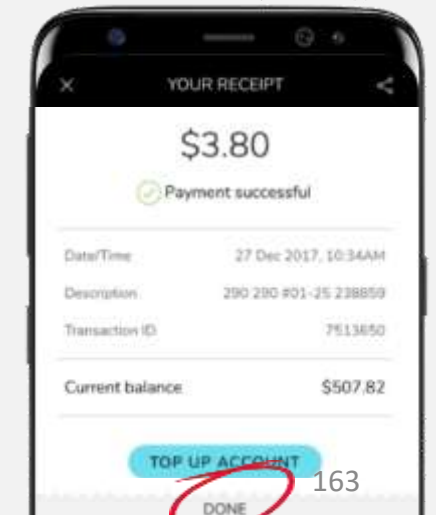 YOUR RECEIPT
$3.80
Payment successful
Date/Time 27 Dec 2017, 10:34AM
Description 290 290 #01-25 238859
Transaction ID 7513650
Current balance $507.82
TOP UP ACCOUNT
163
DONE